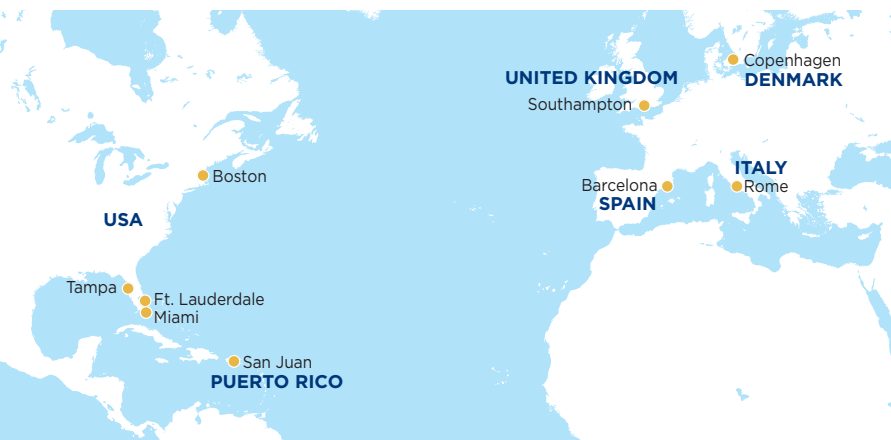 Copenhagen
DENMARK
UNITED KINGDOM
Southampton
ITALY
Rome
Barcelona
SPAIN
Boston
USA
Tampa
Ft. Lauderdale
Miami
San Juan
PUERTO RICO